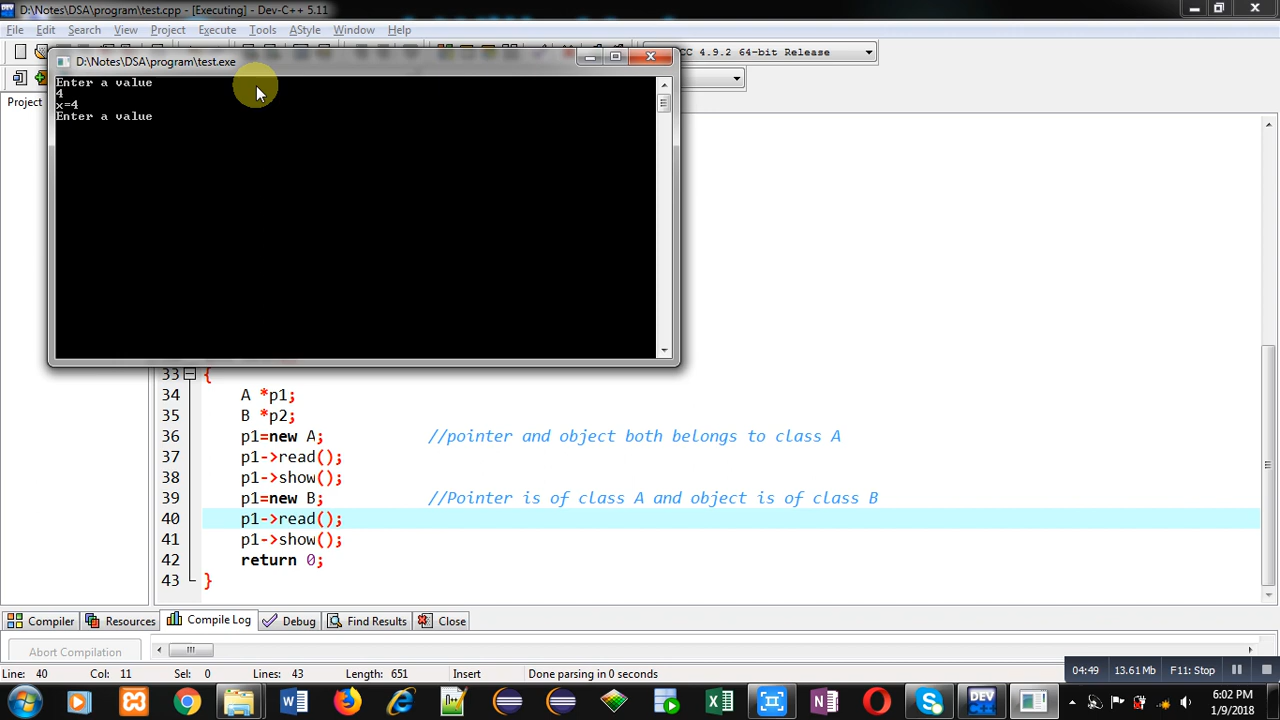 D:\Notes\DSA\program\test.cpp - [Executing] - Dev-C++ 5.11
File Edit Search View Project Execute Tools AStyle Window Help
D:\Notes\DSA\program\test.exe
CC 4.9.2 64-bit Release
Project
Enter a value
4
x=4
Enter a value
33 {
34 A *p1;
35 B *p2;
36 p1=new A; //pointer and object both belongs to class A
37 p1->read();
38 p1->show();
39 p1=new B; //Pointer is of class A and object is of class B
40 p1->read();
41 p1->show();
42 return 0;
43 }
Compiler Resources Compile Log Debug Find Results Close
Abort Compilation
Line: 40 Col: 11 Sel: 0 Lines: 43 Length: 651 Insert Done parsing in 0 seconds
04:49 13.61 Mb F11: Stop
6:02 PM
1/9/2018